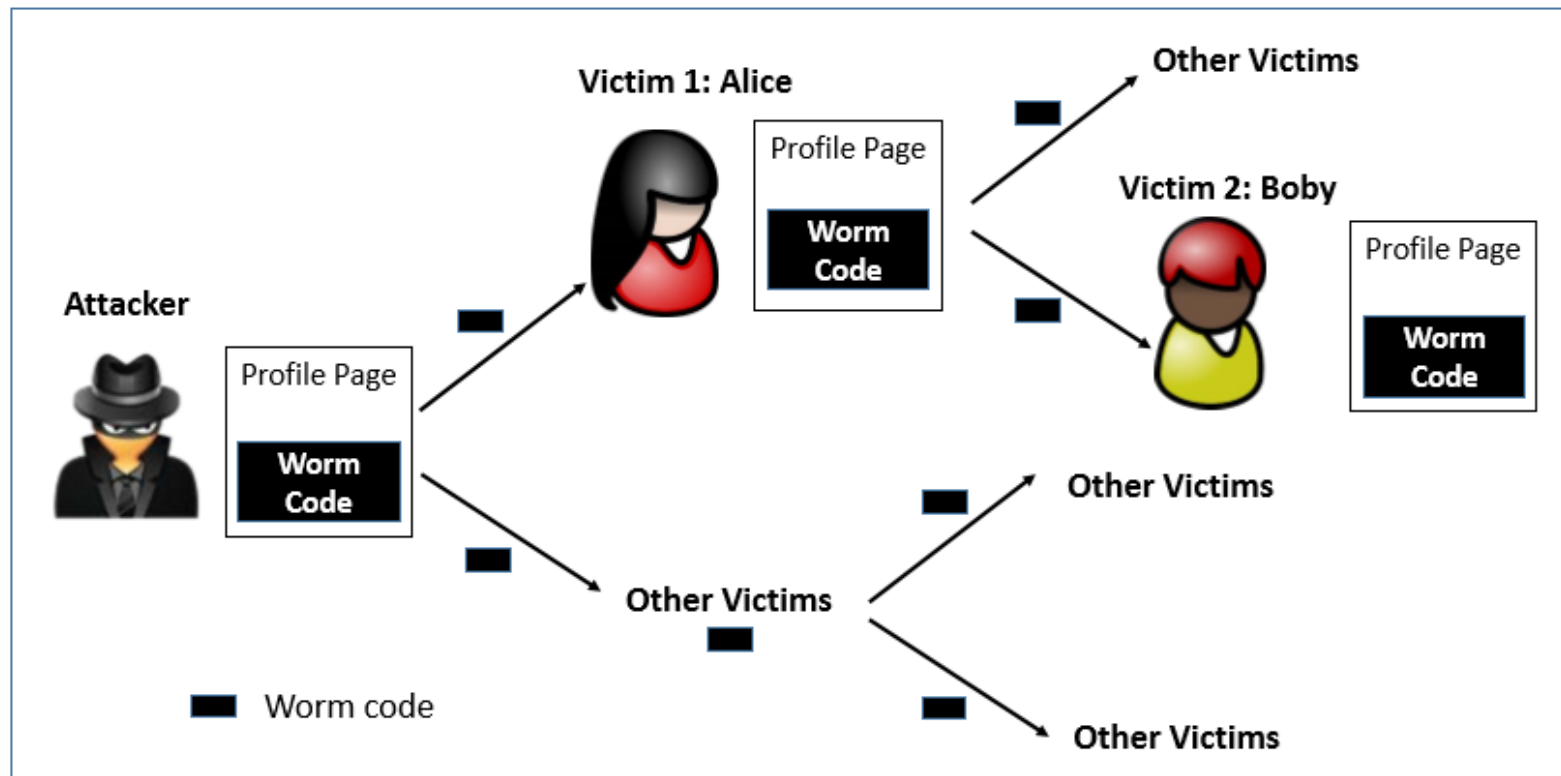 Other Victims
Victim 1: Alice
Profile Page
Worm
Code
Victim 2: Boby
Profile Page
Worm
Code
Attacker
Profile Page
Worm
Code
Other Victims
Other Victims
Worm code
Other Victims